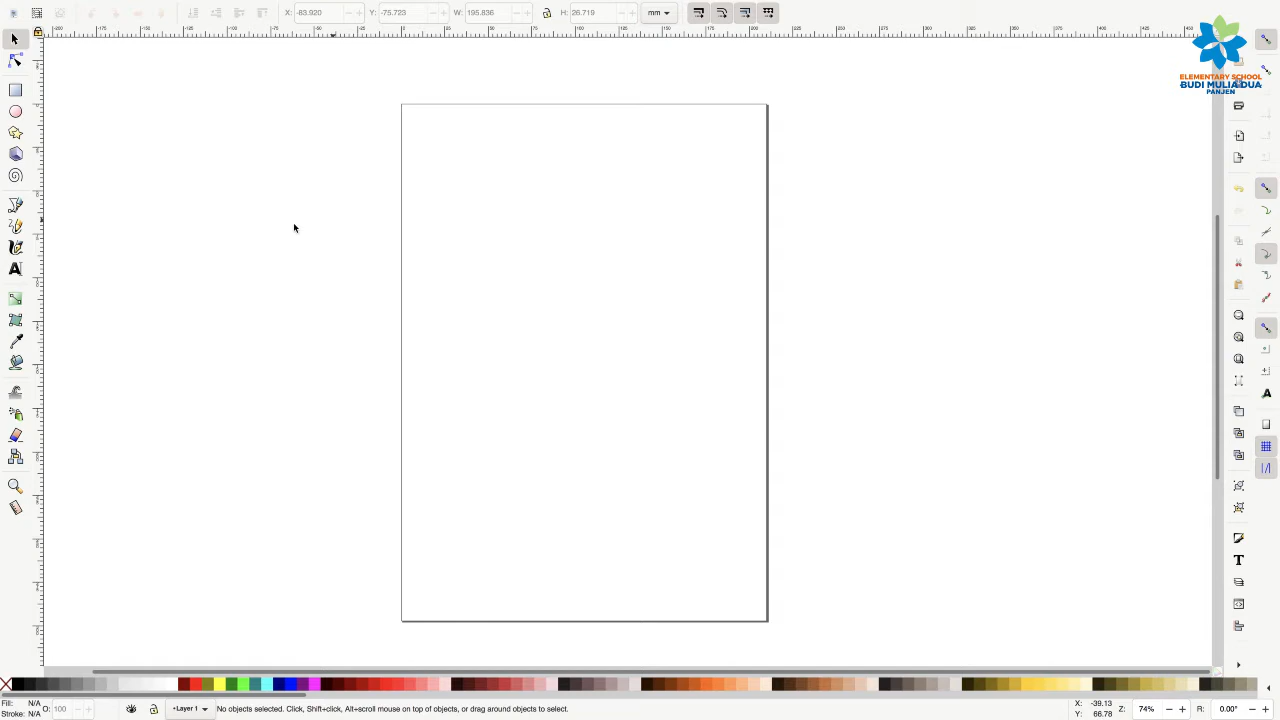 X: -83.920 Y: -75.723 W: 195.836 H: 26.719 mm
ELEMENTARY SCHOOL
BUDI MULIA DUA
PANJEN
Fill: N/A O: 100
Stroke: N/A
Layer 1
No objects selected. Click, Shift+click, Alt+scroll mouse on top of objects, or drag around objects to select.
X: -39.13
Y: 66.78
Z: 74% R: 0.00°